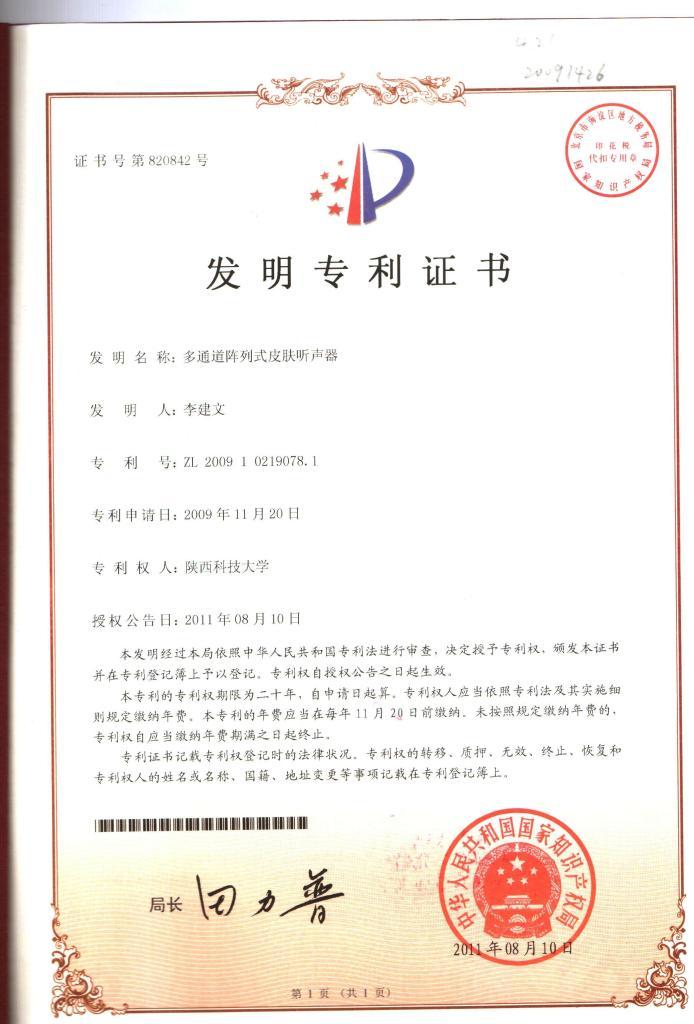 20091426
证书号第820842号
北京市海淀区地方税务局
印花税
代扣专用章
国家知识产权局
发明专利证书
发明名称：多通道阵列式皮肤听声器
发明人：李建文
专利号：ZL 2009 1 0219078.1
专利申请日：2009年11月20日
专利权人：陕西科技大学
授权公告日：2011年08月10日
本发明经过本局依照中华人民共和国专利法进行审查，决定授予专利权，颁发本证书
并在专利登记簿上予以登记。专利权自授权公告之日起生效。
本专利的专利权期限为二十年，自申请日起算。专利权人应当依照专利法及其实施细
则规定缴纳年费。本专利的年费应当在每年11月20日前缴纳。未按照规定缴纳年费的，
专利权自应当缴纳年费期满之日起终止。
专利证书记载专利权登记时的法律状况。专利权的转移、质押、无效、终止、恢复和
专利权人的姓名或名称、国籍、地址变更等事项记载在专利登记簿上。
局长 田力普
中华人民共和国国家知识产权局
2011年08月10日
第1页（共1页）